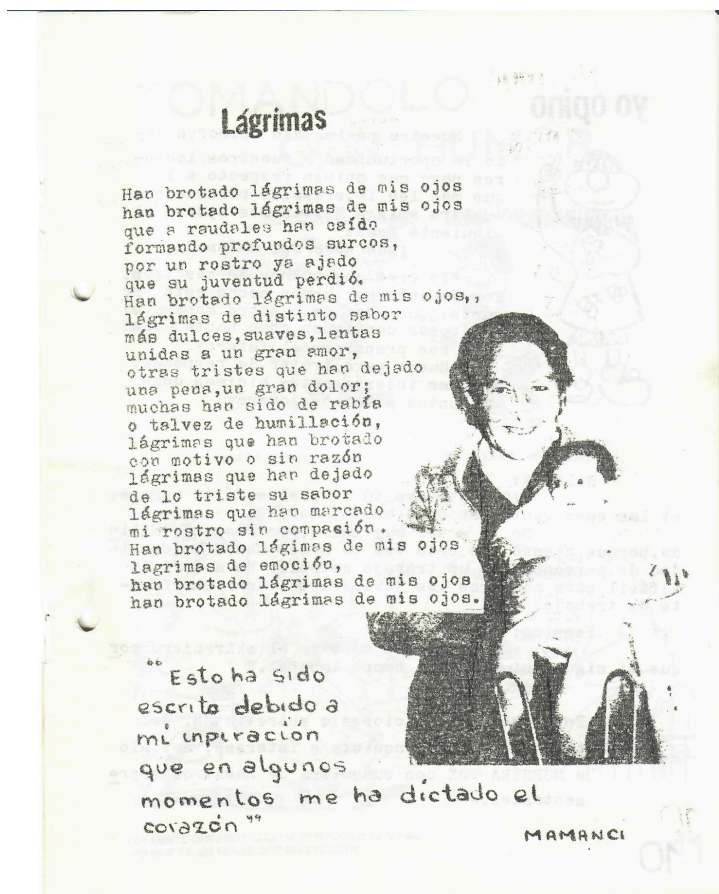 Lágrimas
Han brotado lágrimas de mis ojos
han brotado lágrimas de mis ojos
que a raudales han caído
formando profundos surcos,
por un rostro ya ajado
que su juventud perdió.
Han brotado lágrimas de mis ojos,,
lágrimas de distinto sabor
más dulces,suaves,lentas
unidas a un gran amor,
otras tristes que han dejado
una pena,un gran dolor;
muchas han sido de rabía
o talvez de humillación,
lágrimas que han brotado
con motivo o sin razón
lágrimas que han dejado
de lo triste su sabor
lágrimas que han marcado
mi rostro sin compasión.
Han brotado lágimas de mis ojos
lagrimas de emoción,
han brotado lágrimas de mis ojos
han brotado lágrimas de mis ojos.
"Esto ha sido
escrito debido a
mi inpiración
que en algunos
momentos me ha dictado el
corazón"
MAMANCI